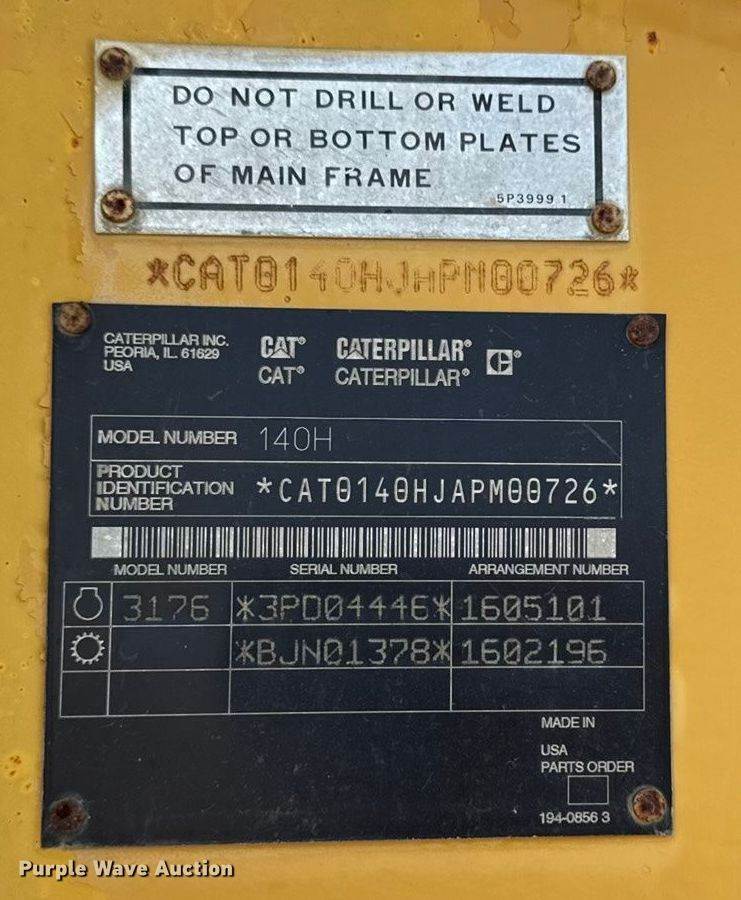 DO NOT DRILL OR WELD
TOP OR BOTTOM PLATES
OF MAIN FRAME
5P3999 1
*CAT0140HJAPM00726*
CATERPILLAR INC.
PEORIA, IL. 61629
USA
CAT® CATERPILLAR® C®
CAT® CATERPILLAR®
MODEL NUMBER 140H
PRODUCT
IDENTIFICATION
NUMBER
*CAT0140HJAPM00726*
MODEL NUMBER SERIAL NUMBER ARRANGEMENT NUMBER
3176 *3PD04446* 1605101
*BJN01378* 1602196
MADE IN
USA
PARTS ORDER
194-0856 3
Purple Wave Auction